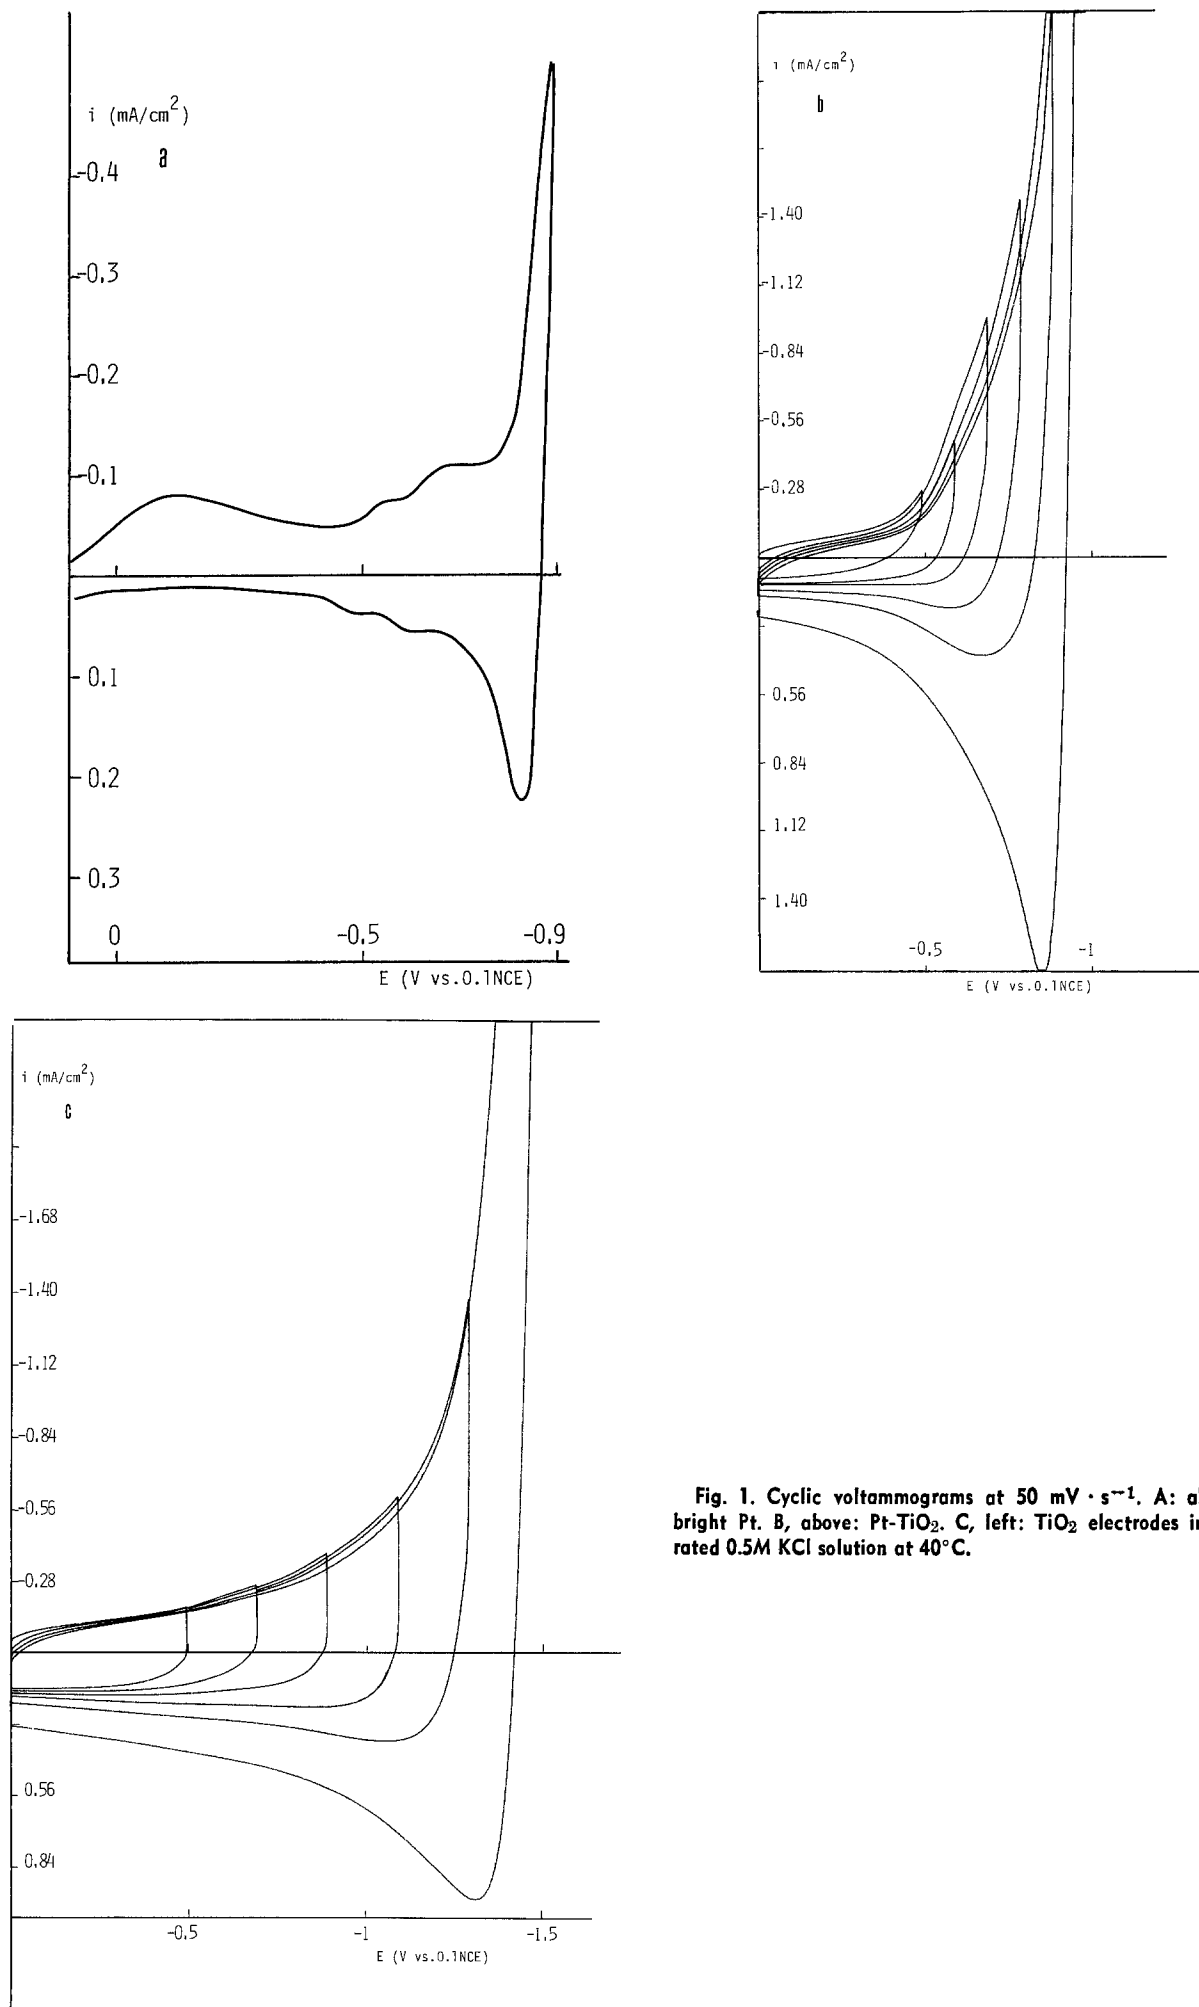 i (mA/cm2)
a
-0.4
-0.3
-0.2
-0.1
0.1
0.2
0.3
0 -0.5 -0.9
E (V vs.0.1NCE)
i (mA/cm2)
b
-1.40
-1.12
-0.84
-0.56
-0.28
0.56
0.84
1.12
1.40
-0.5 -1
E (V vs.0.1NCE)
i (mA/cm2)
c
-1.68
-1.40
-1.12
-0.84
-0.56
-0.28
0.56
0.84
-0.5 -1 -1.5
E (V vs.0.1NCE)
Fig. 1. Cyclic voltammograms at 50 mV · s−1. A: a
bright Pt. B, above: Pt-TiO2. C, left: TiO2 electrodes in
rated 0.5M KCl solution at 40°C.